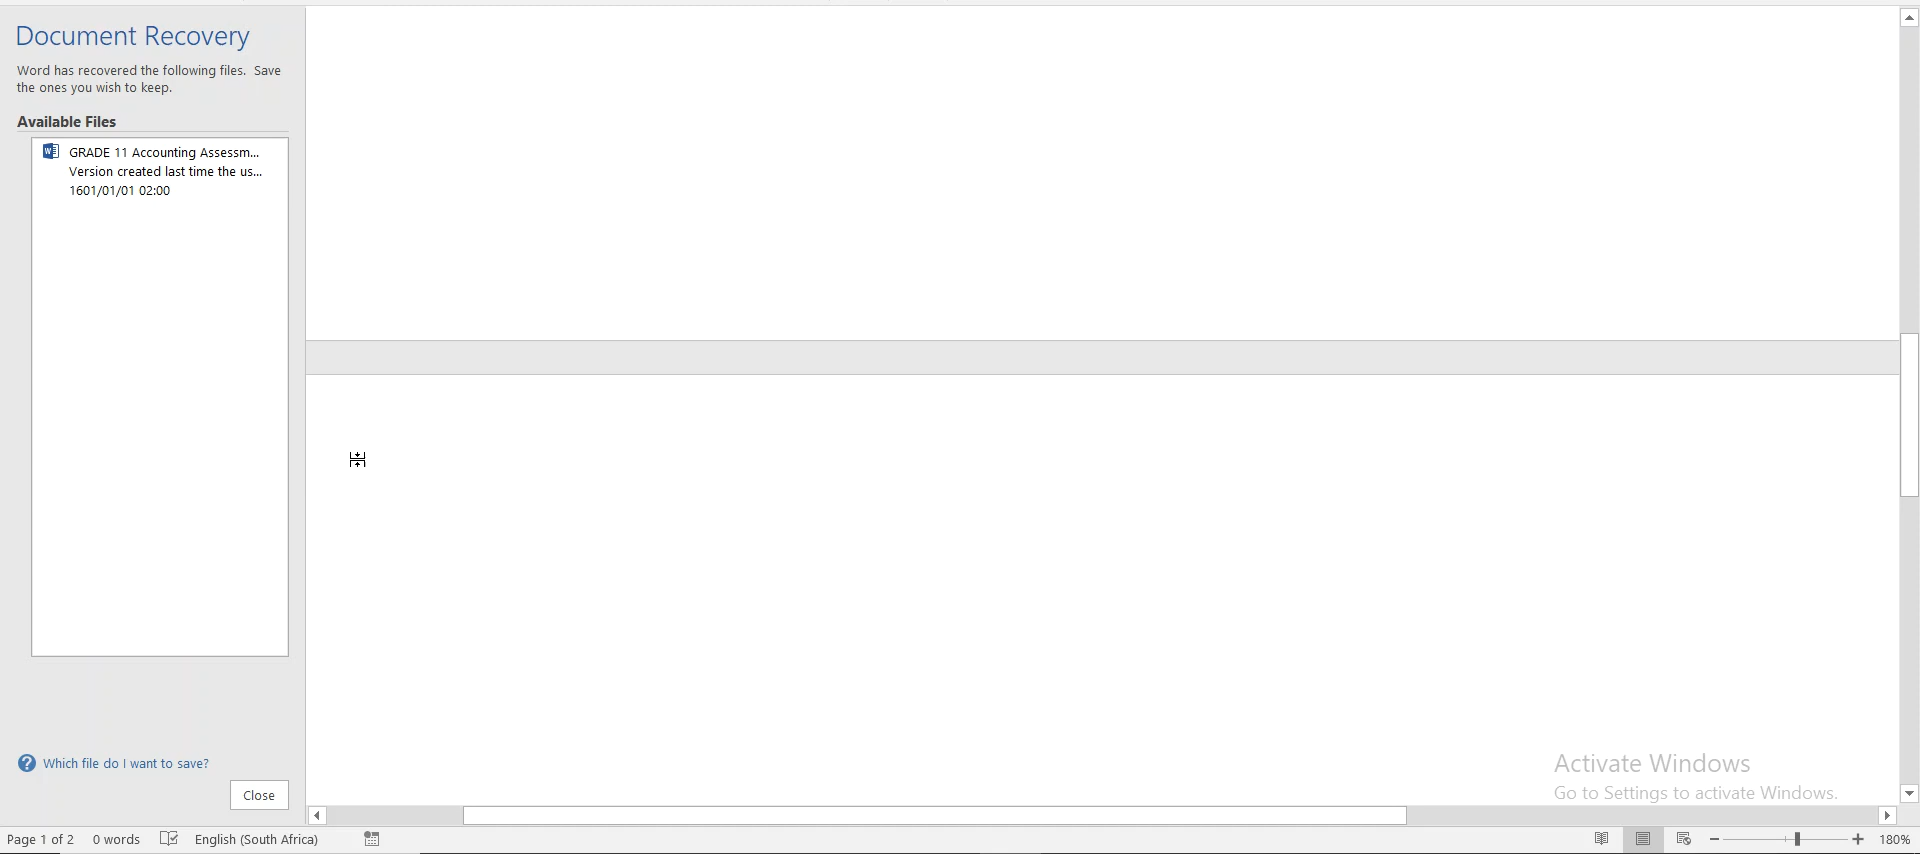 Document Recovery
Word has recovered the following files.  Save
the ones you wish to keep.
Available Files
GRADE 11 Accounting Assessm...
Version created last time the us...
1601/01/01 02:00
Which file do I want to save?
Close
Activate Windows
Go to Settings to activate Windows.
Page 1 of 2  0 words  English (South Africa)  180%